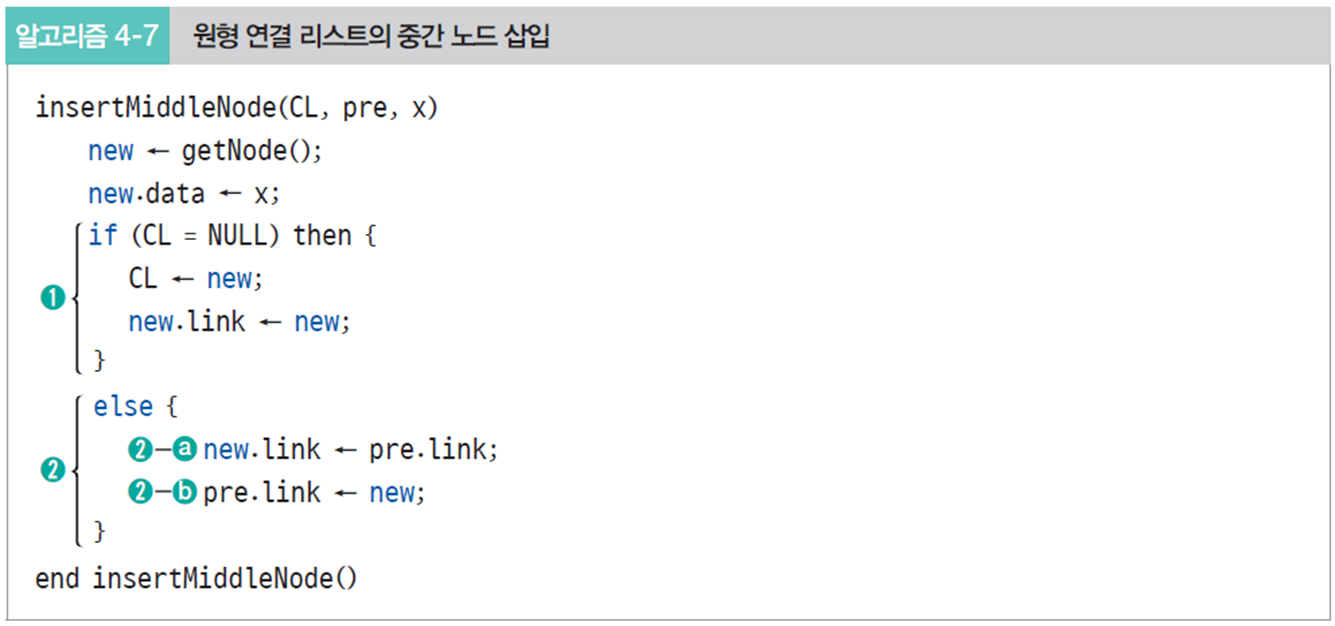 알고리즘 4-7 원형 연결 리스트의 중간 노드 삽입
insertMiddleNode(CL, pre, x)
new ← getNode();
new.data ← x;
if (CL = NULL) then {
CL ← new;
❶
new.link ← new;
}
else {
❷-ⓐ new.link ← pre.link;
❷
❷-ⓑ pre.link ← new;
}
end insertMiddleNode()